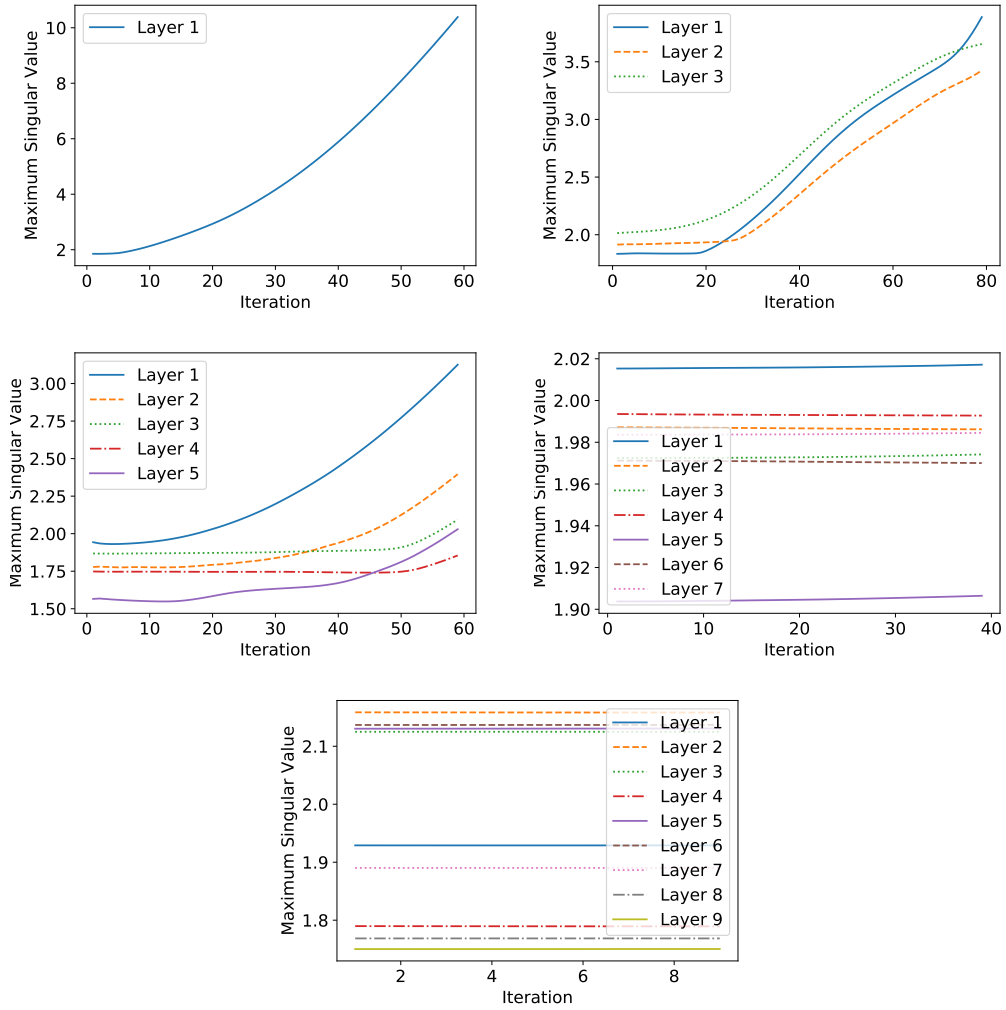 Maximum Singular Value
10
8
6
4
2
Layer 1
0 10 20 30 40 50 60
Iteration
Maximum Singular Value
3.5
3.0
2.5
2.0
Layer 1
Layer 2
Layer 3
0 20 40 60 80
Iteration
Maximum Singular Value
3.00
2.75
2.50
2.25
2.00
1.75
1.50
Layer 1
Layer 2
Layer 3
Layer 4
Layer 5
0 10 20 30 40 50 60
Iteration
Maximum Singular Value
2.02
2.00
1.98
1.96
1.94
1.92
1.90
Layer 1
Layer 2
Layer 3
Layer 4
Layer 5
Layer 6
Layer 7
0 10 20 30 40
Iteration
Maximum Singular Value
2.1
2.0
1.9
1.8
Layer 1
Layer 2
Layer 3
Layer 4
Layer 5
Layer 6
Layer 7
Layer 8
Layer 9
2 4 6 8
Iteration